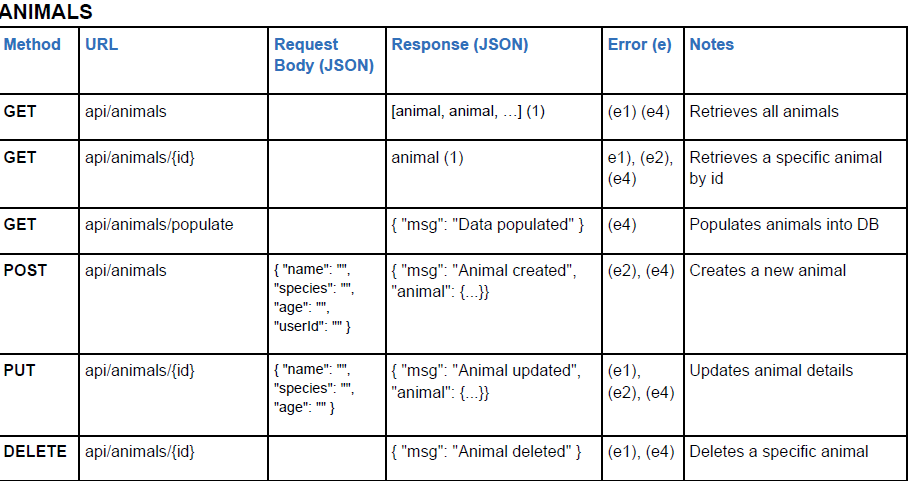 ANIMALS
Method URL Request Body (JSON) Response (JSON) Error (e) Notes
GET api/animals [animal, animal, ...] (1) (e1) (e4) Retrieves all animals
GET api/animals/{id} animal (1) e1), (e2), (e4) Retrieves a specific animal by id
GET api/animals/populate { "msg": "Data populated" } (e4) Populates animals into DB
POST api/animals { "name": "", "species": "", "age": "", "userId": "" } { "msg": "Animal created", "animal": {...}} (e2), (e4) Creates a new animal
PUT api/animals/{id} { "name": "", "species": "", "age": "" } { "msg": "Animal updated", "animal": {...}} (e1), (e2), (e4) Updates animal details
DELETE api/animals/{id} { "msg": "Animal deleted" } (e1), (e4) Deletes a specific animal